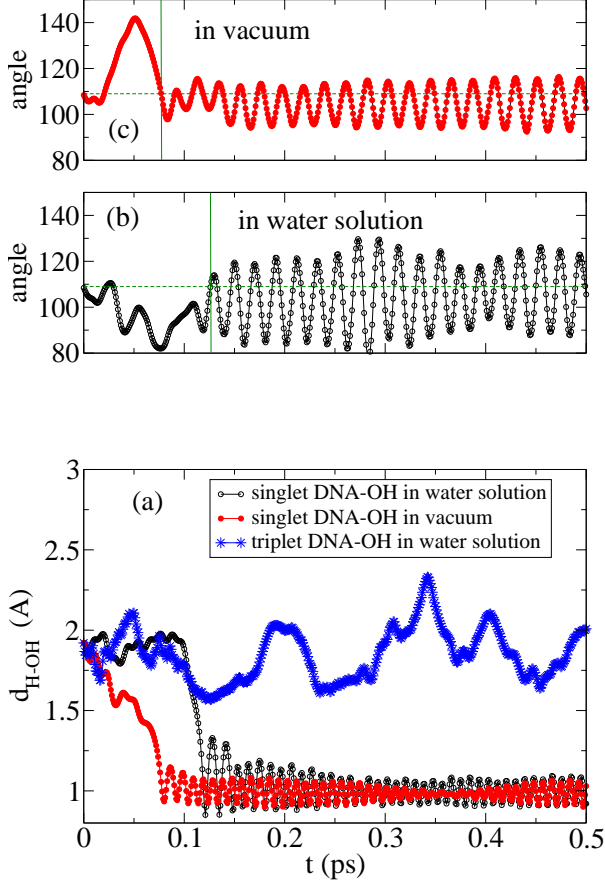 140
120
100
80
angle
in vacuum
(c)
140
120
100
80
angle
(b)
in water solution
3
2.5
2
1.5
1
d_{H-OH} (A)
(a)
singlet DNA-OH in water solution
singlet DNA-OH in vacuum
triplet DNA-OH in water solution
0 0.1 0.2 0.3 0.4 0.5
t (ps)